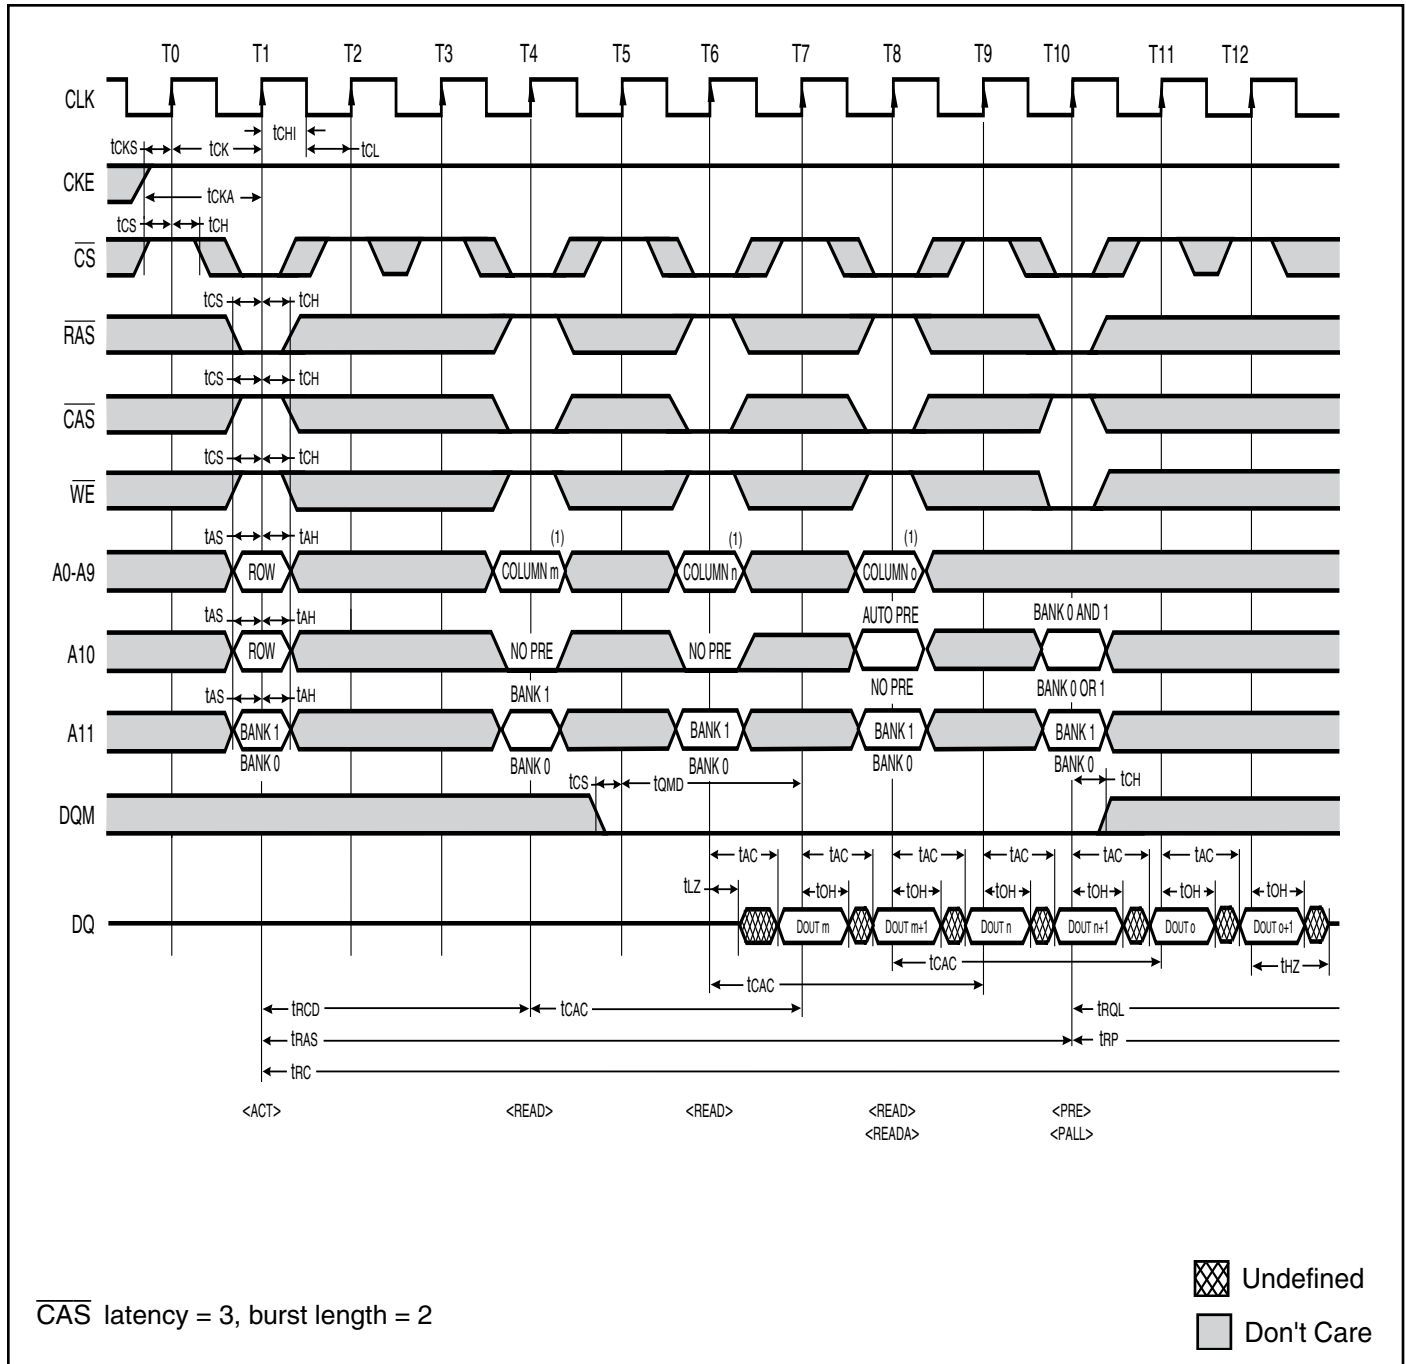 T0 T1 T2 T3 T4 T5 T6 T7 T8 T9 T10 T11 T12
CLK
tCHI
tCKS tCK tCL
CKE
tCKA
tCS tCH
CS
tCS tCH
RAS
tCS tCH
CAS
tCS tCH
WE
tAS tAH (1) (1) (1)
A0-A9 ROW COLUMN m COLUMN n COLUMN o
tAS tAH AUTO PRE BANK 0 AND 1
A10 ROW NO PRE NO PRE
tAS tAH BANK 1 NO PRE BANK 0 OR 1
A11 BANK 1 BANK 1 BANK 1 BANK 1
BANK 0 BANK 0 BANK 0 BANK 0 BANK 0
tCS tQMD tCH
DQM
tAC tAC tAC tAC tAC tAC
tLZ tOH tOH tOH tOH tOH tOH
DQ DOUT m DOUT m+1 DOUT n DOUT n+1 DOUT o DOUT o+1
tCAC tHZ
tCAC
tRCD tCAC tRQL
tRAS tRP
tRC
<ACT> <READ> <READ> <READ> <PRE>
<READA> <PALL>
Undefined
CAS latency = 3, burst length = 2
Don't Care